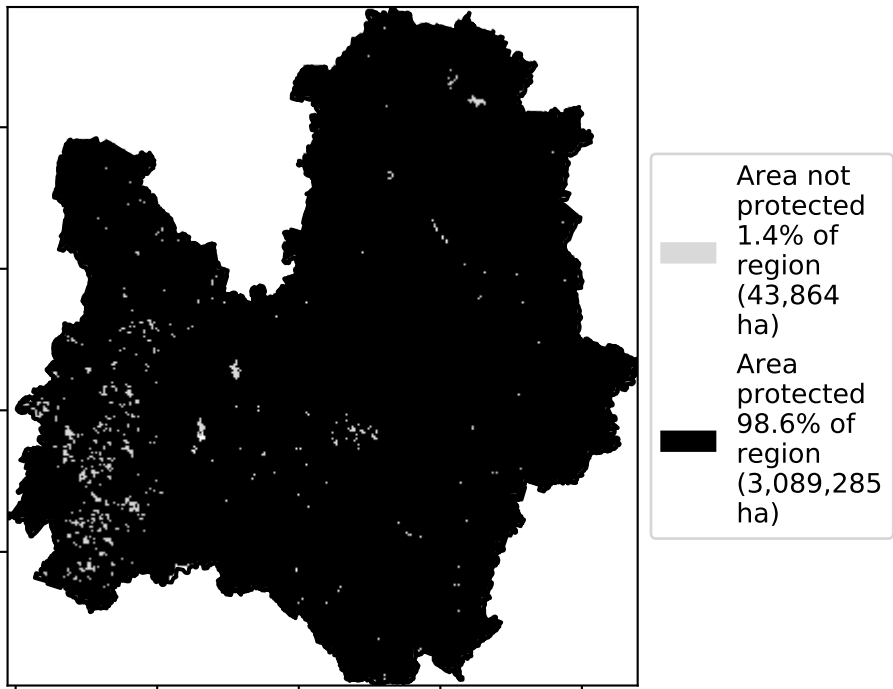 Area not
protected
1.4% of
region
(43,864
ha)
Area
protected
98.6% of
region
(3,089,285
ha)